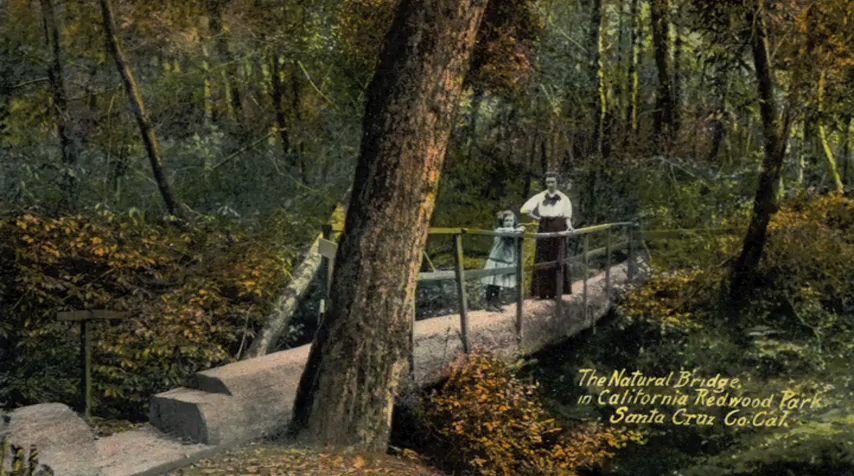 The Natural Bridge,
in California Redwood Park
Santa Cruz Co. Cal.